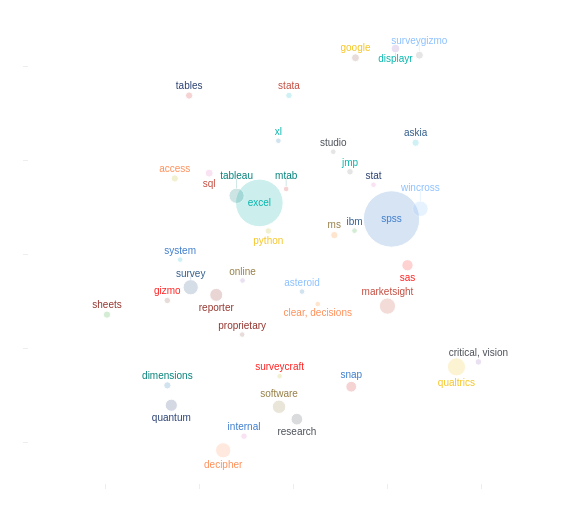 surveygizmo
google
displayr
tables
stata
xl
askia
studio
jmp
access
tableau
mtab
stat
sql
wincross
excel
spss
ms
ibm
python
system
survey
online
sas
asteroid
gizmo
marketsight
sheets
reporter
clear, decisions
proprietary
critical, vision
surveycraft
dimensions
snap
qualtrics
software
quantum
internal
research
decipher